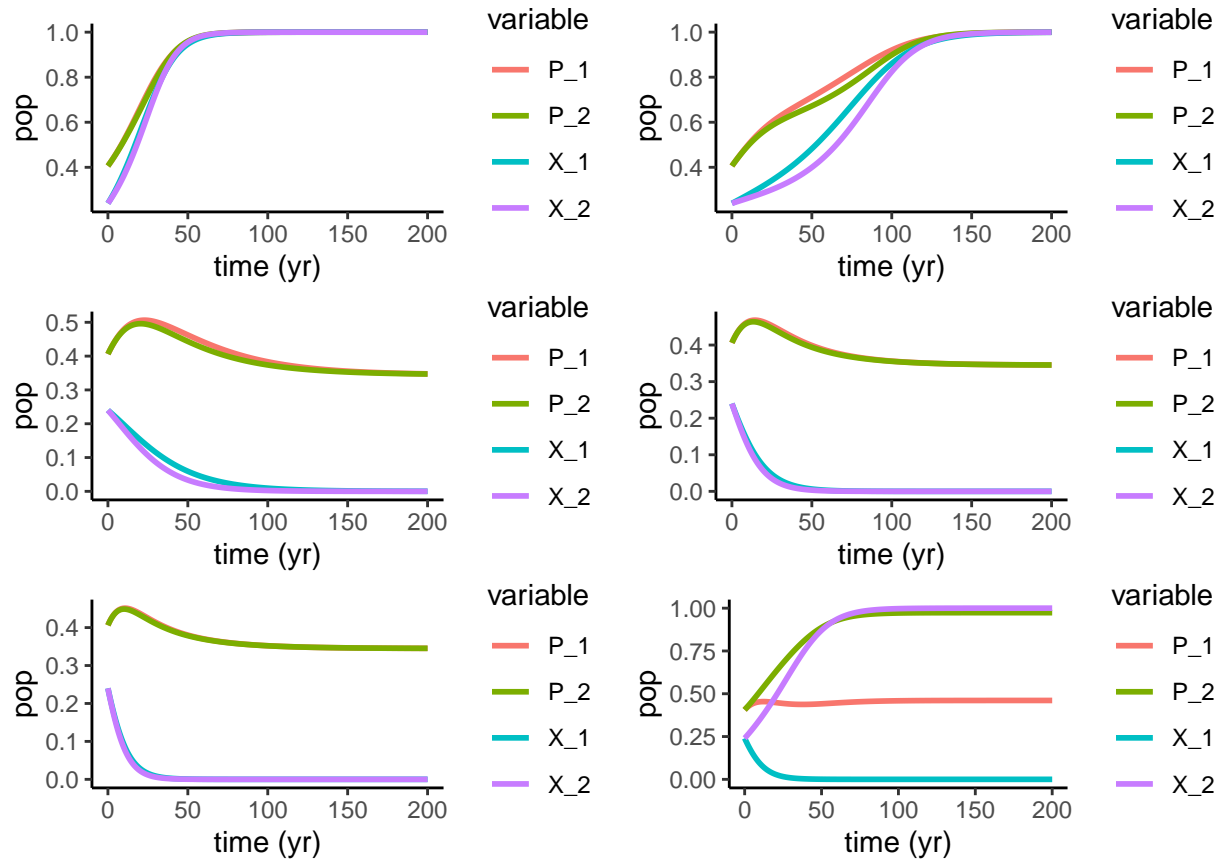 variable
P_1
P_2
X_1
X_2
pop
1.0
0.8
0.6
0.4
0 50 100 150 200
time (yr)
variable
P_1
P_2
X_1
X_2
pop
1.0
0.8
0.6
0.4
0 50 100 150 200
time (yr)
variable
P_1
P_2
X_1
X_2
pop
0.5
0.4
0.3
0.2
0.1
0.0
0 50 100 150 200
time (yr)
variable
P_1
P_2
X_1
X_2
pop
0.4
0.3
0.2
0.1
0.0
0 50 100 150 200
time (yr)
variable
P_1
P_2
X_1
X_2
pop
0.4
0.3
0.2
0.1
0.0
0 50 100 150 200
time (yr)
variable
P_1
P_2
X_1
X_2
pop
1.00
0.75
0.50
0.25
0.00
0 50 100 150 200
time (yr)